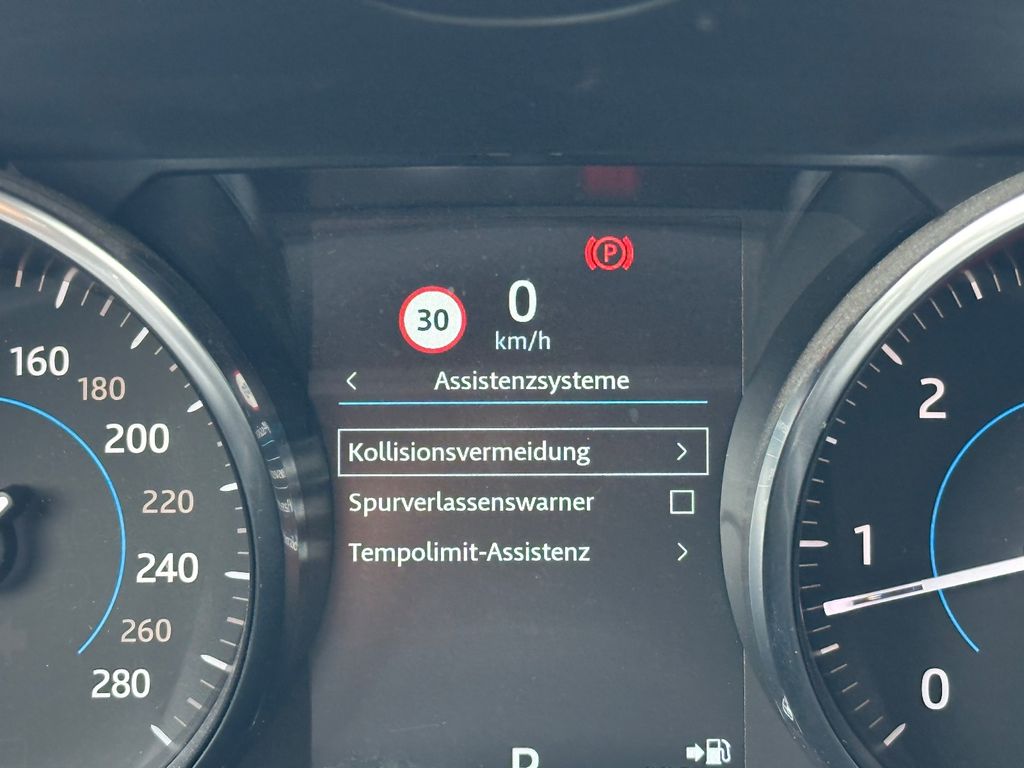 P
30
0
km/h
Assistenzsysteme
Kollisionsvermeidung
Spurverlassenswarner
Tempolimit-Assistenz
160
180
200
220
240
260
280
2
1
0
P